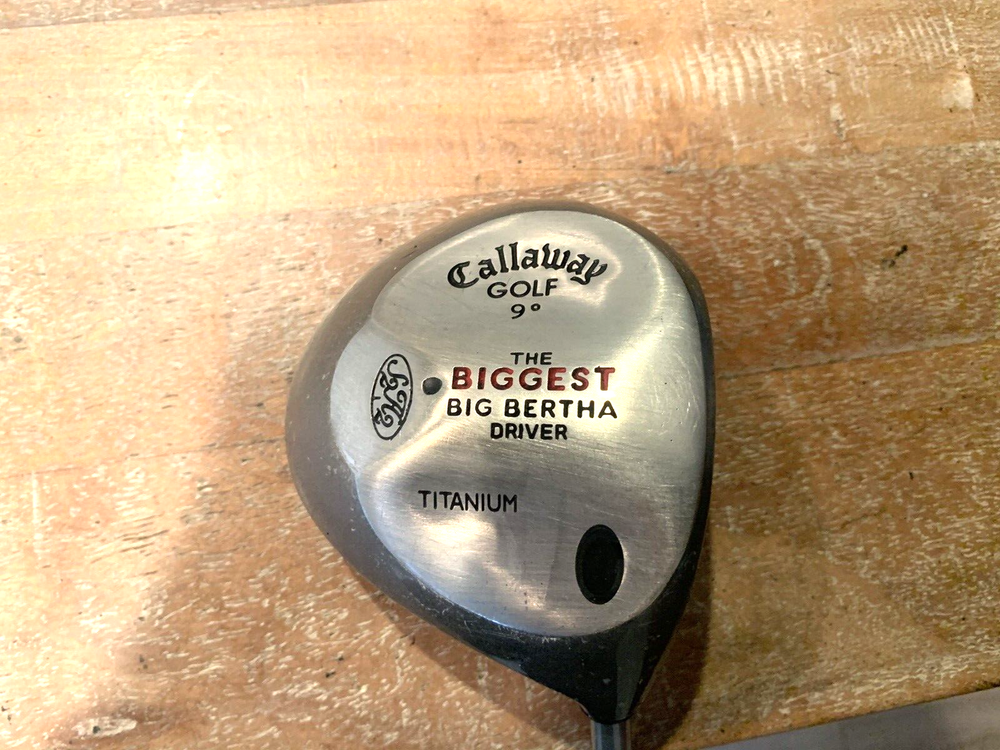 Callaway
GOLF
9°
THE
BIGGEST
BIG BERTHA
DRIVER
TITANIUM